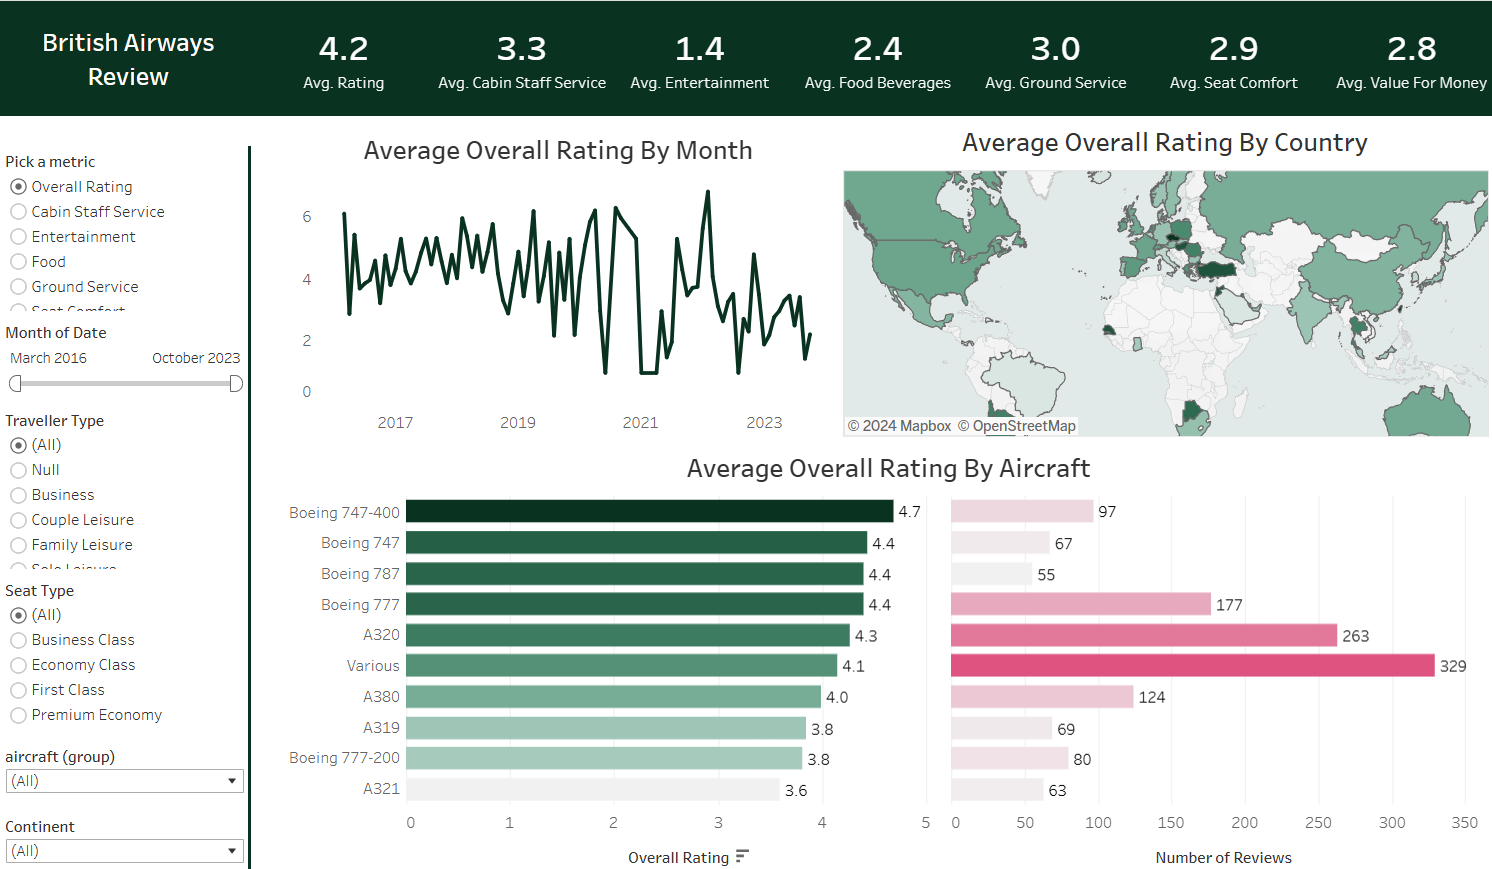 British Airways
Review
4.2
Avg. Rating
3.3
Avg. Cabin Staff Service
1.4
Avg. Entertainment
2.4
Avg. Food Beverages
3.0
Avg. Ground Service
2.9
Avg. Seat Comfort
2.8
Avg. Value For Money
Pick a metric
Overall Rating
Cabin Staff Service
Entertainment
Food
Ground Service
Seat Comfort
Month of Date
March 2016 October 2023
Traveller Type
(All)
Null
Business
Couple Leisure
Family Leisure
Solo Leisure
Seat Type
(All)
Business Class
Economy Class
First Class
Premium Economy
aircraft (group)
(All)
Continent
(All)
Average Overall Rating By Month
6
4
2
0
2017 2019 2021 2023
Average Overall Rating By Country
© 2024 Mapbox © OpenStreetMap
Average Overall Rating By Aircraft
Boeing 747-400 4.7 97
Boeing 747 4.4 67
Boeing 787 4.4 55
Boeing 777 4.4 177
A320 4.3 263
Various 4.1 329
A380 4.0 124
A319 3.8 69
Boeing 777-200 3.8 80
A321 3.6 63
0 1 2 3 4 5 0 50 100 150 200 250 300 350
Overall Rating Number of Reviews